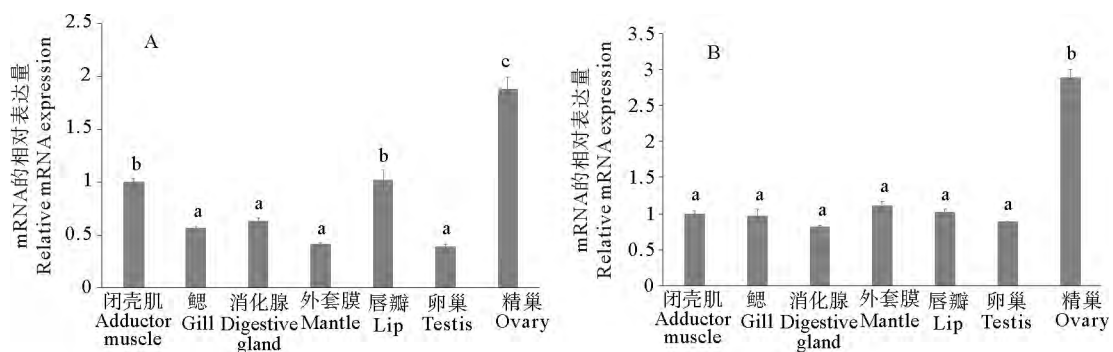 A
mRNA的相对表达量
Relative mRNA expression
2.5
2
1.5
1
0.5
0
b
a
a
a
b
a
c
闭壳肌 鳃 消化腺 外套膜 唇瓣 卵巢 精巢
Adductor Gill Digestive Mantle Lip Testis Ovary
muscle gland
B
mRNA的相对表达量
Relative mRNA expression
3.5
3
2.5
2
1.5
1
0.5
0
a
a
a
a
a
a
b
闭壳肌 鳃 消化腺 外套膜 唇瓣 卵巢 精巢
Adductor Gill Digestive Mantle Lip Testis Ovary
muscle gland